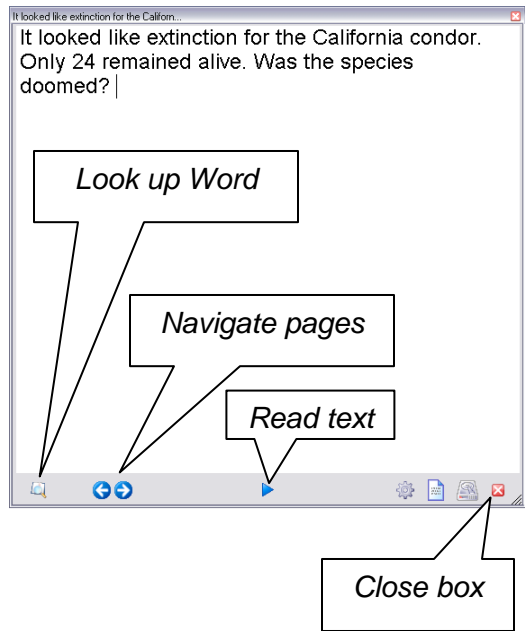 It looked like extinction for the Californ...
It looked like extinction for the California condor.
Only 24 remained alive. Was the species
doomed?
Look up Word
Navigate pages
Read text
Close box